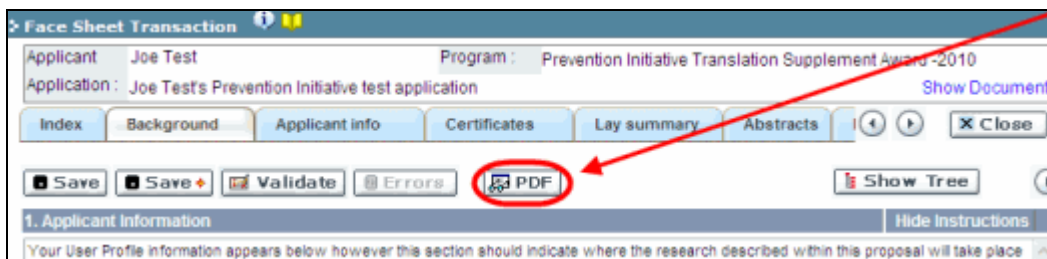 Face Sheet Transaction
Applicant Joe Test Program : Prevention Initiative Translation Supplement Award -2010
Application : Joe Test's Prevention Initiative test application Show Document
Index Background Applicant info Certificates Lay summary Abstracts Close
Save Save Validate Errors PDF Show Tree
1. Applicant Information Hide Instructions
Your User Profile information appears below however this section should indicate where the research described within this proposal will take place